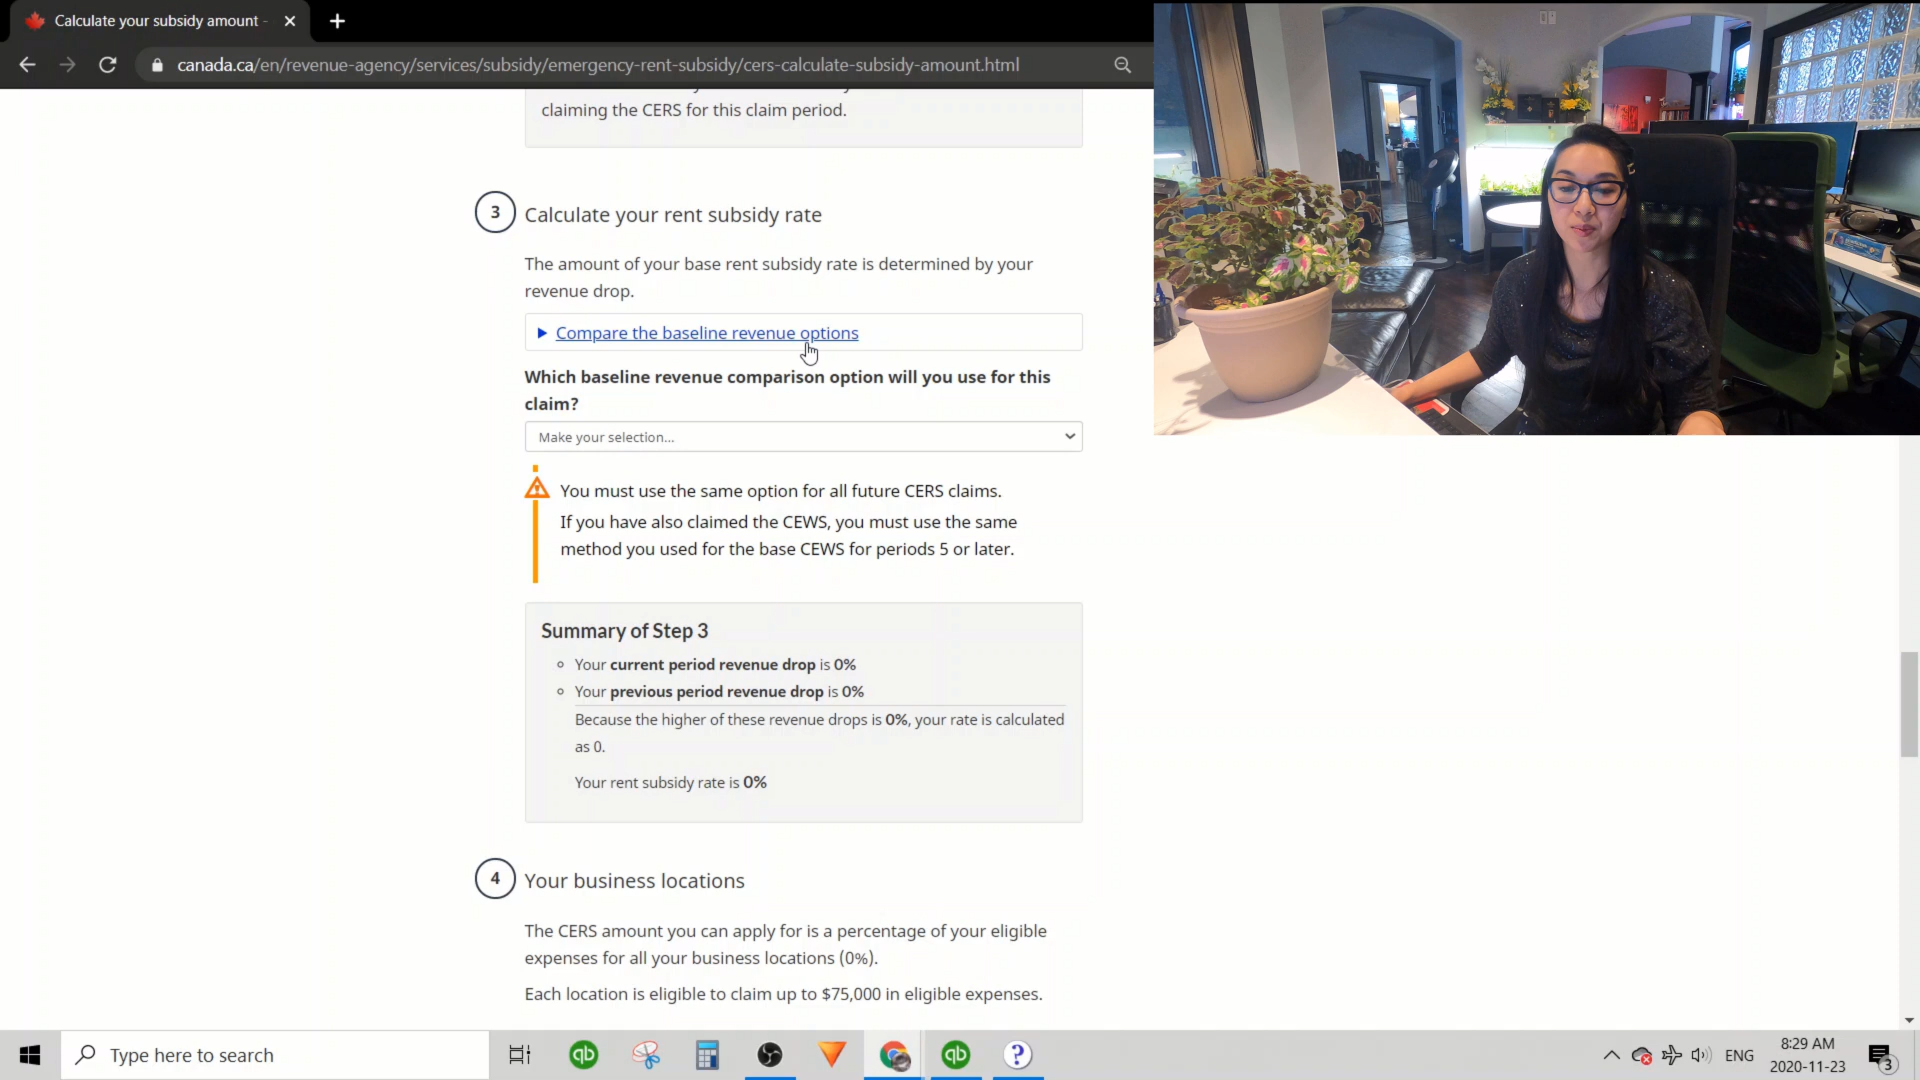 Calculate your subsidy amount -
canada.ca/en/revenue-agency/services/subsidy/emergency-rent-subsidy/cers-calculate-subsidy-amount.html
claiming the CERS for this claim period.
3 Calculate your rent subsidy rate
The amount of your base rent subsidy rate is determined by your
revenue drop.
Compare the baseline revenue options
Which baseline revenue comparison option will you use for this
claim?
Make your selection...
You must use the same option for all future CERS claims.
If you have also claimed the CEWS, you must use the same
method you used for the base CEWS for periods 5 or later.
Summary of Step 3
Your current period revenue drop is 0%
Your previous period revenue drop is 0%
Because the higher of these revenue drops is 0%, your rate is calculated
as 0.
Your rent subsidy rate is 0%
4 Your business locations
The CERS amount you can apply for is a percentage of your eligible
expenses for all your business locations (0%).
Each location is eligible to claim up to $75,000 in eligible expenses.
Type here to search
qb
qb
?
ENG
8:29 AM
2020-11-23
3